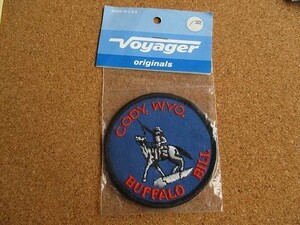 Voyager
originals
CODY, WYO.
BUFFALO BILL